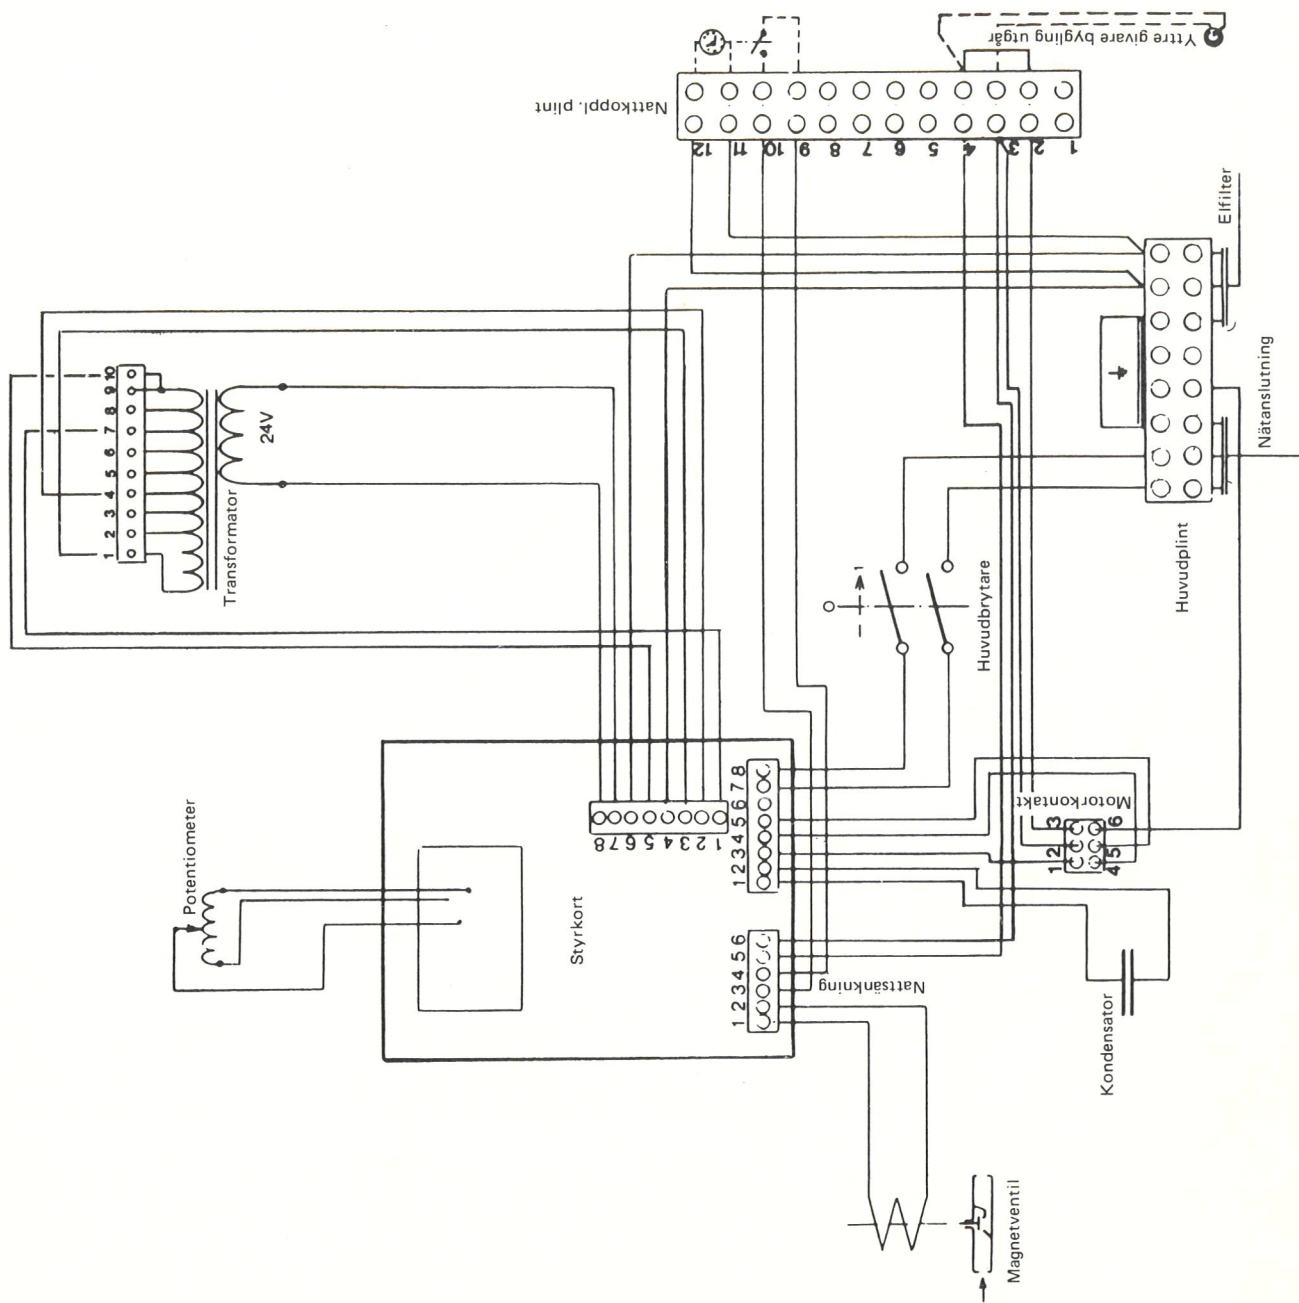 Yttre givare bygling utgår
Nattkoppl. plint
12 11 10 9 8 7 6 5 4 3 2 1
Elfilter
Nätanslutning
Huvudplint
1 2 3 4 5 6 7 8 9 10
24V
Transformator
1
Huvudbrytare
Potentiometer
Styrkort
8 7 6 5 4 3 2 1
1 2 3 4 5 6 7 8
1 2 3 4 5 6
Nattsänkning
Motorkontakt
1 2 3
4 5 6
Kondensator
Magnetventil